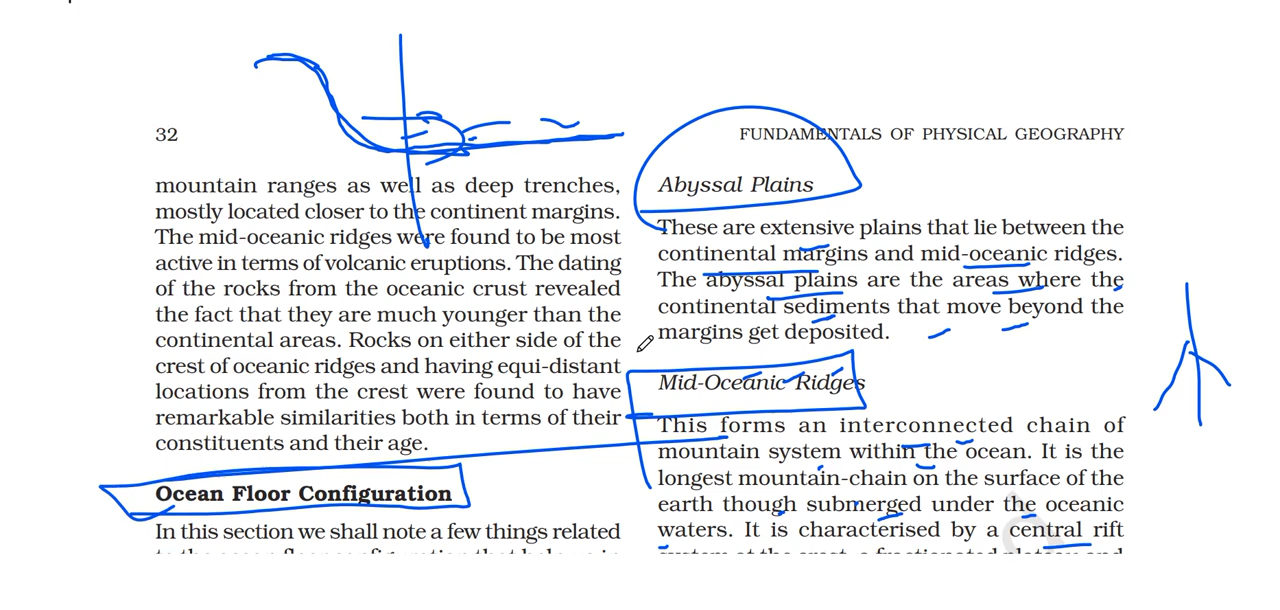 32
FUNDAMENTALS OF PHYSICAL GEOGRAPHY
mountain ranges as well as deep trenches,
mostly located closer to the continent margins.
The mid-oceanic ridges were found to be most
active in terms of volcanic eruptions. The dating
of the rocks from the oceanic crust revealed
the fact that they are much younger than the
continental areas. Rocks on either side of the
crest of oceanic ridges and having equi-distant
locations from the crest were found to have
remarkable similarities both in terms of their
constituents and their age.
Ocean Floor Configuration
In this section we shall note a few things related
Abyssal Plains
These are extensive plains that lie between the
continental margins and mid-oceanic ridges.
The abyssal plains are the areas where the
continental sediments that move beyond the
margins get deposited.
Mid-Oceanic Ridges
This forms an interconnected chain of
mountain system within the ocean. It is the
longest mountain-chain on the surface of the
earth though submerged under the oceanic
waters. It is characterised by a central rift